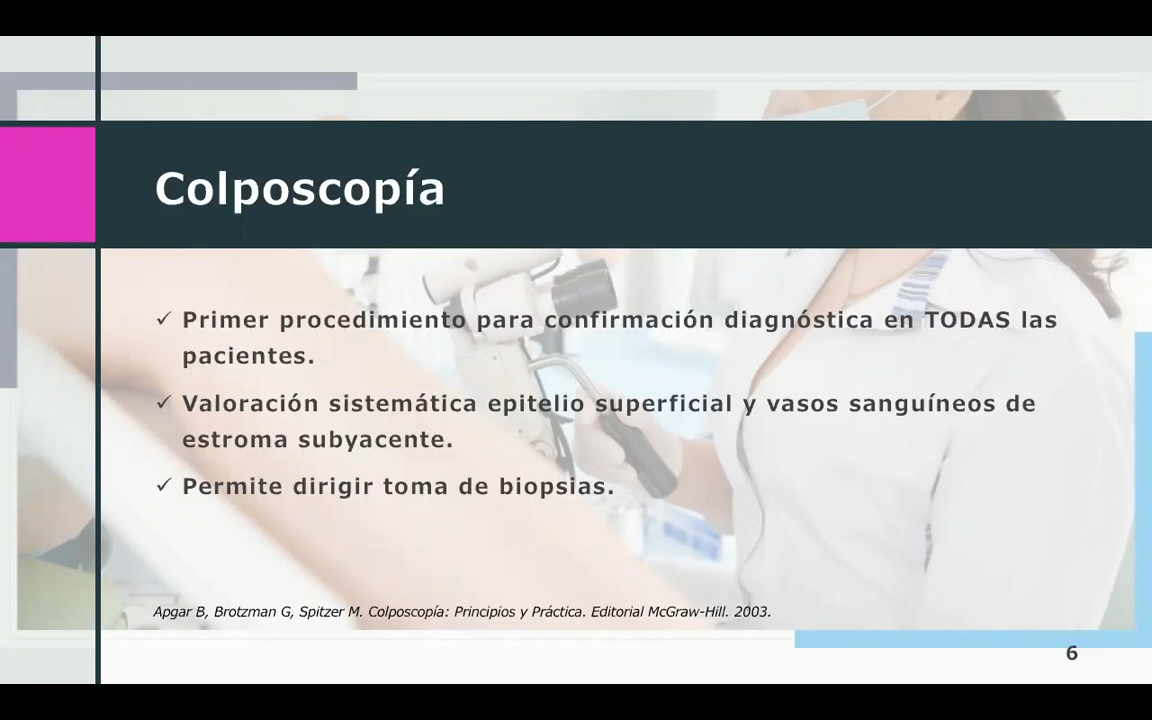 Colposcopía
✓ Primer procedimiento para confirmación diagnóstica en TODAS las
pacientes.
✓ Valoración sistemática epitelio superficial y vasos sanguíneos de
estroma subyacente.
✓ Permite dirigir toma de biopsias.
Apgar B, Brotzman G, Spitzer M. Colposcopía: Principios y Práctica. Editorial McGraw-Hill. 2003.
6